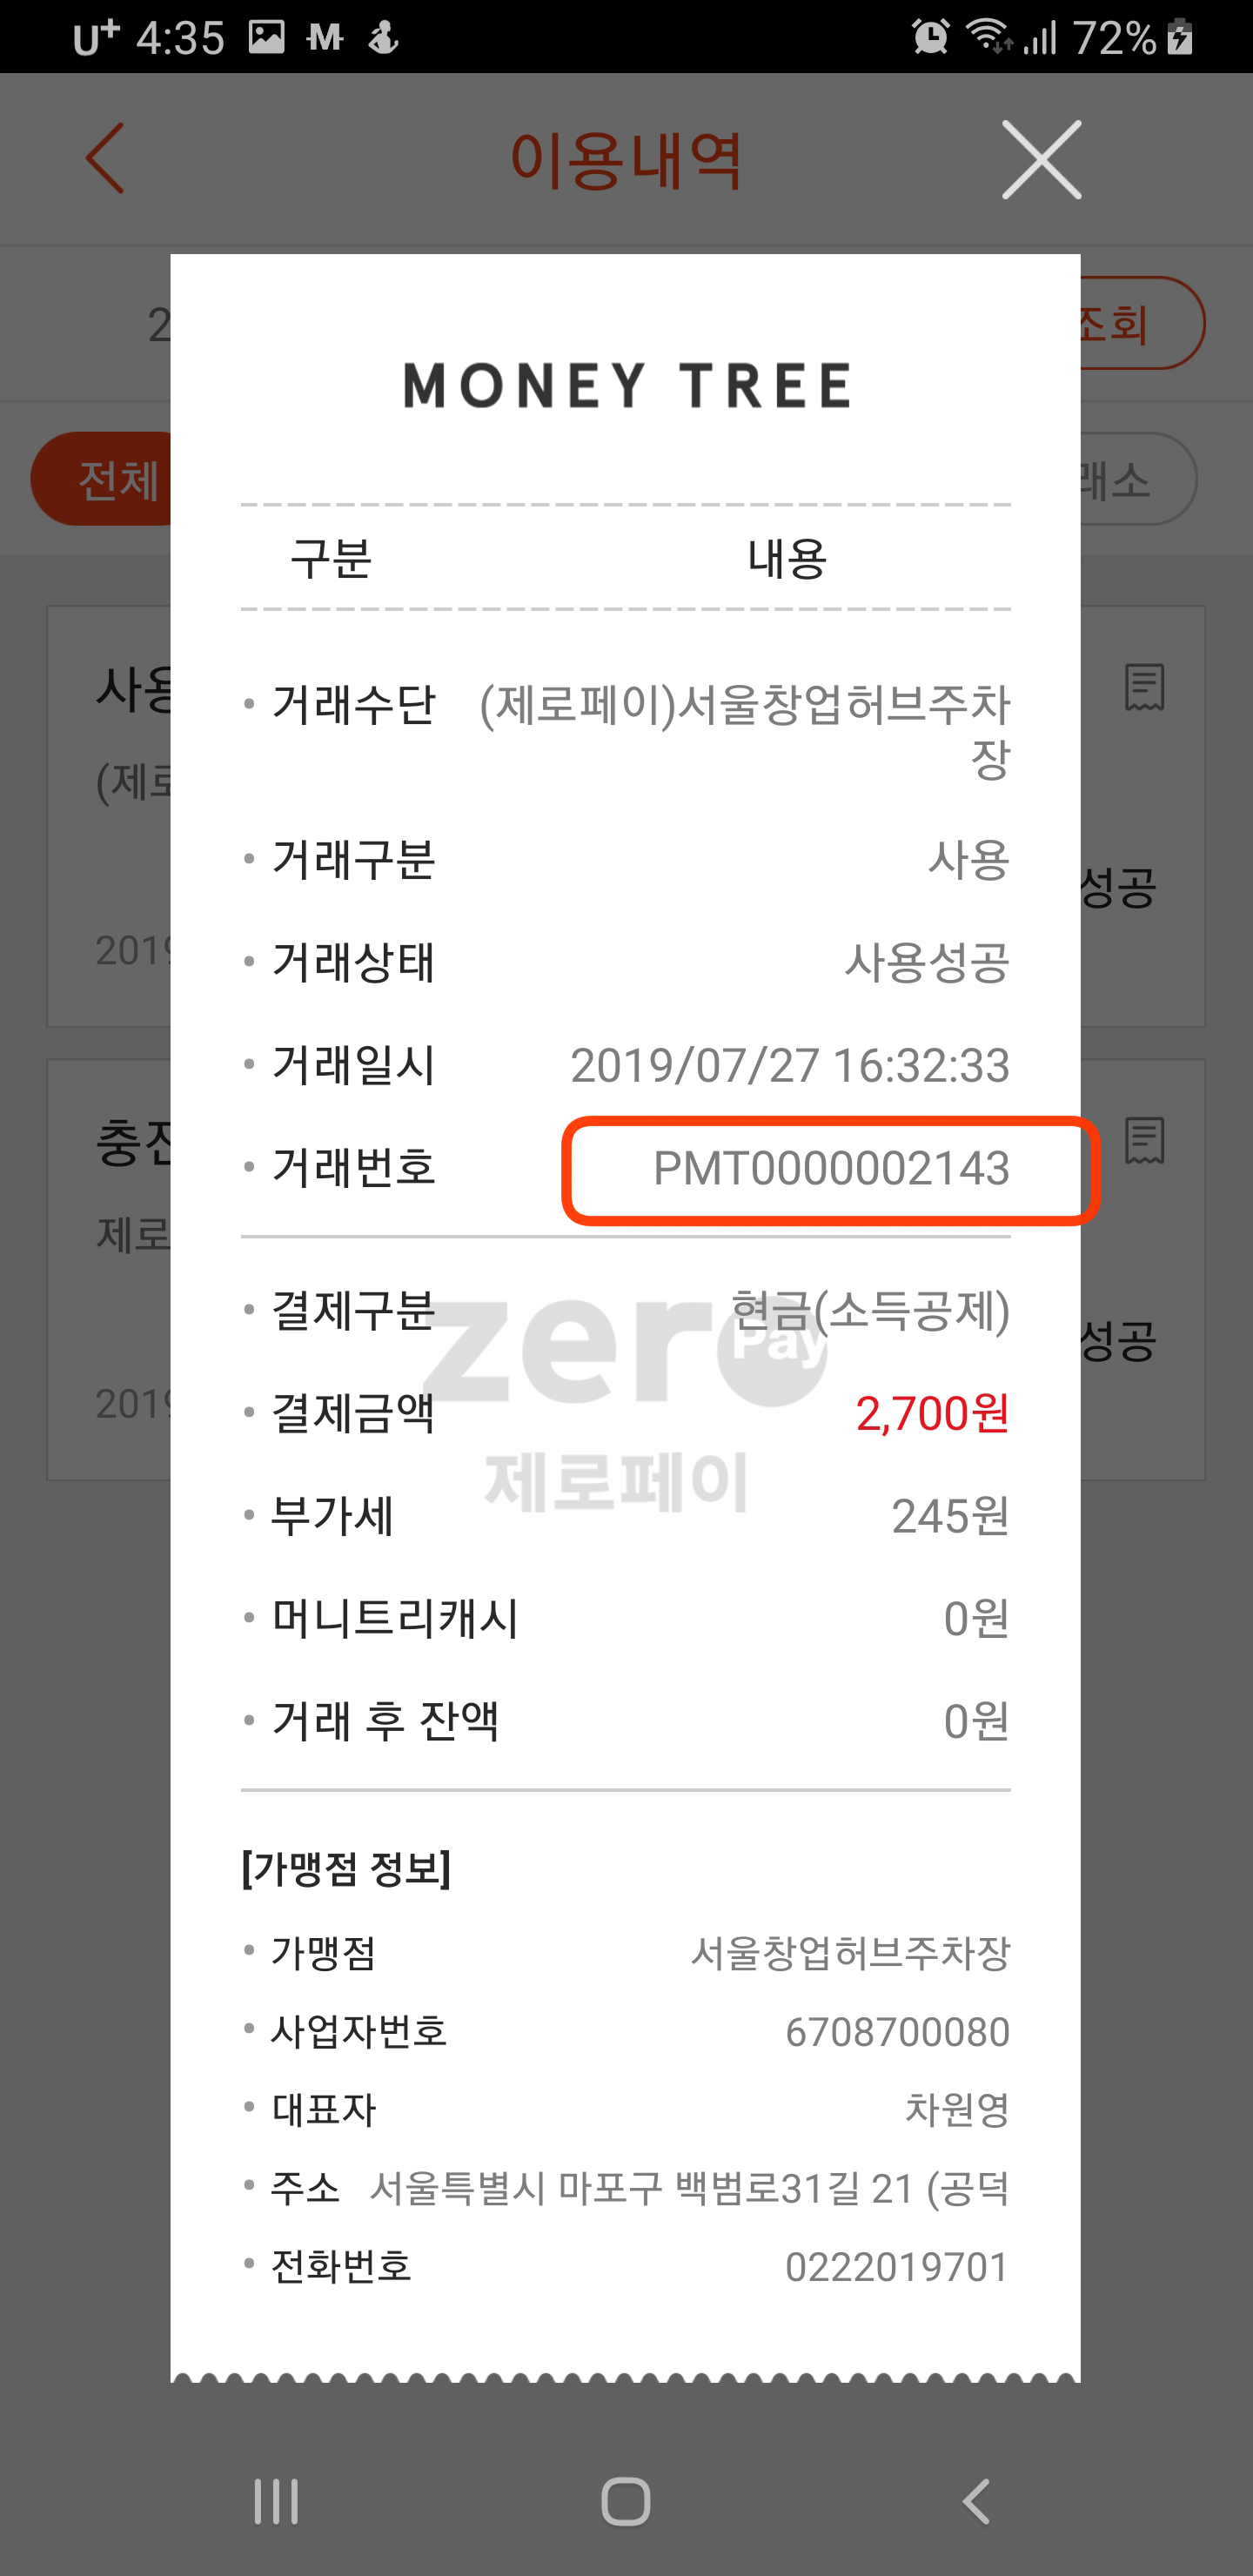 U+ 4:35 M 72%
이용내역
2
조회
MONEY TREE
전체
래소
구분 내용
사용
(제로
2019
성공
• 거래수단 (제로페이)서울창업허브주차
장
• 거래구분 사용
• 거래상태 사용성공
• 거래일시 2019/07/27 16:32:33
• 거래번호 PMT0000002143
충전
제로
2019
성공
• 결제구분 현금(소득공제)
zero Pay
제로페이
• 결제금액 2,700원
• 부가세 245원
• 머니트리캐시 0원
• 거래 후 잔액 0원
[가맹점 정보]
• 가맹점 서울창업허브주차장
• 사업자번호 6708700080
• 대표자 차원영
• 주소 서울특별시 마포구 백범로31길 21 (공덕
• 전화번호 0222019701